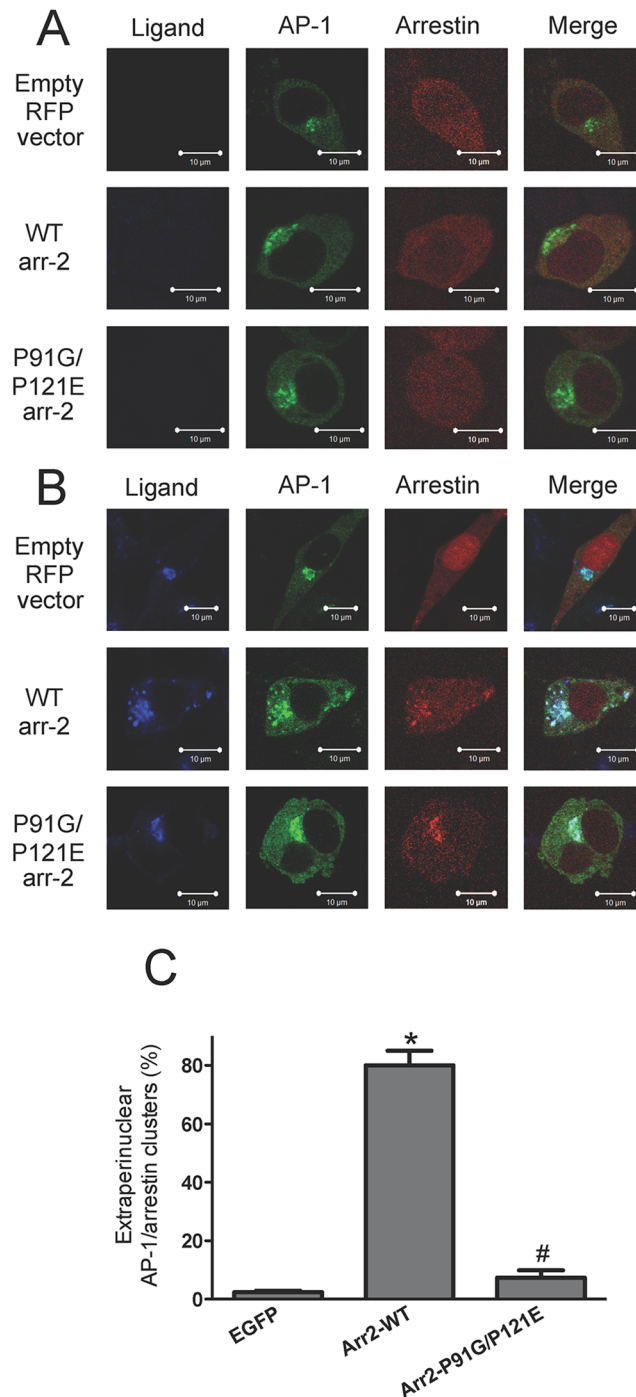 A
Ligand AP-1 Arrestin Merge
Empty
RFP
vector
10 µm 10 µm 10 µm 10 µm
WT
arr-2
10 µm 10 µm 10 µm 10 µm
P91G/
P121E
arr-2
10 µm 10 µm 10 µm 10 µm
B
Ligand AP-1 Arrestin Merge
Empty
RFP
vector
10 µm 10 µm 10 µm 10 µm
WT
arr-2
10 µm 10 µm 10 µm 10 µm
P91G/
P121E
arr-2
10 µm 10 µm 10 µm 10 µm
C
Extraperinuclear
AP-1/arrestin clusters (%)
80
60
40
20
0
*
#
EGFP
Arr2-WT
Arr2-P91G/P121E